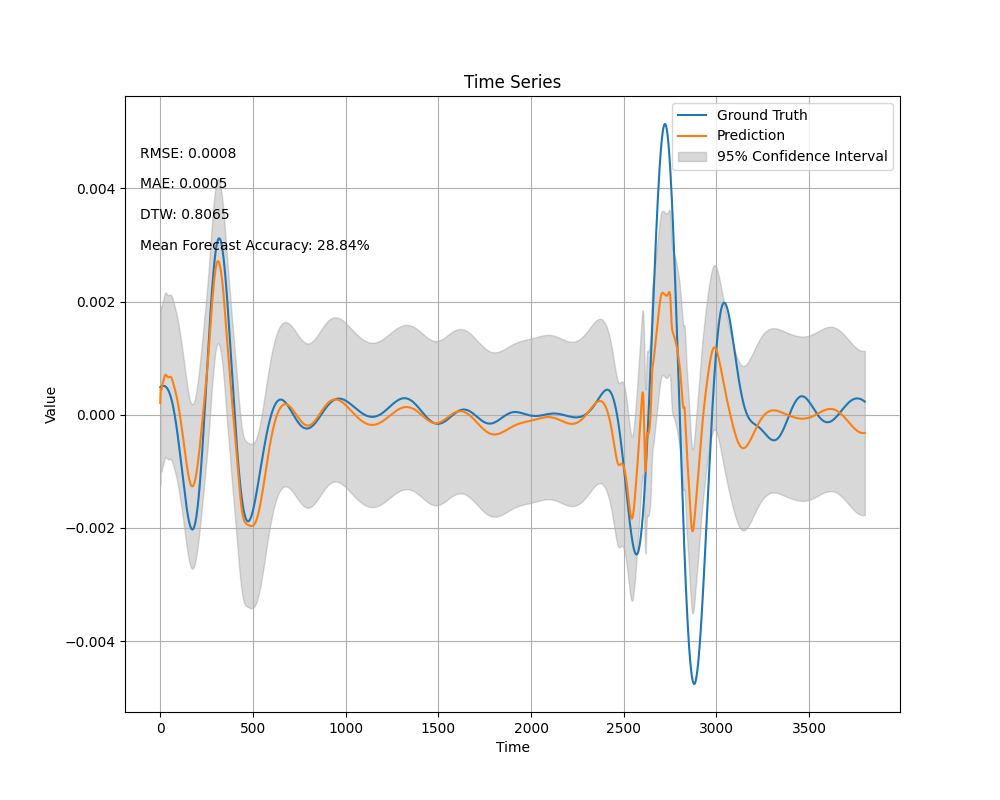 Time Series
Ground Truth
Prediction
95% Confidence Interval
RMSE: 0.0008
MAE: 0.0005
DTW: 0.8065
Mean Forecast Accuracy: 28.84%
Value
0.004
0.002
0.000
−0.002
−0.004
0 500 1000 1500 2000 2500 3000 3500
Time